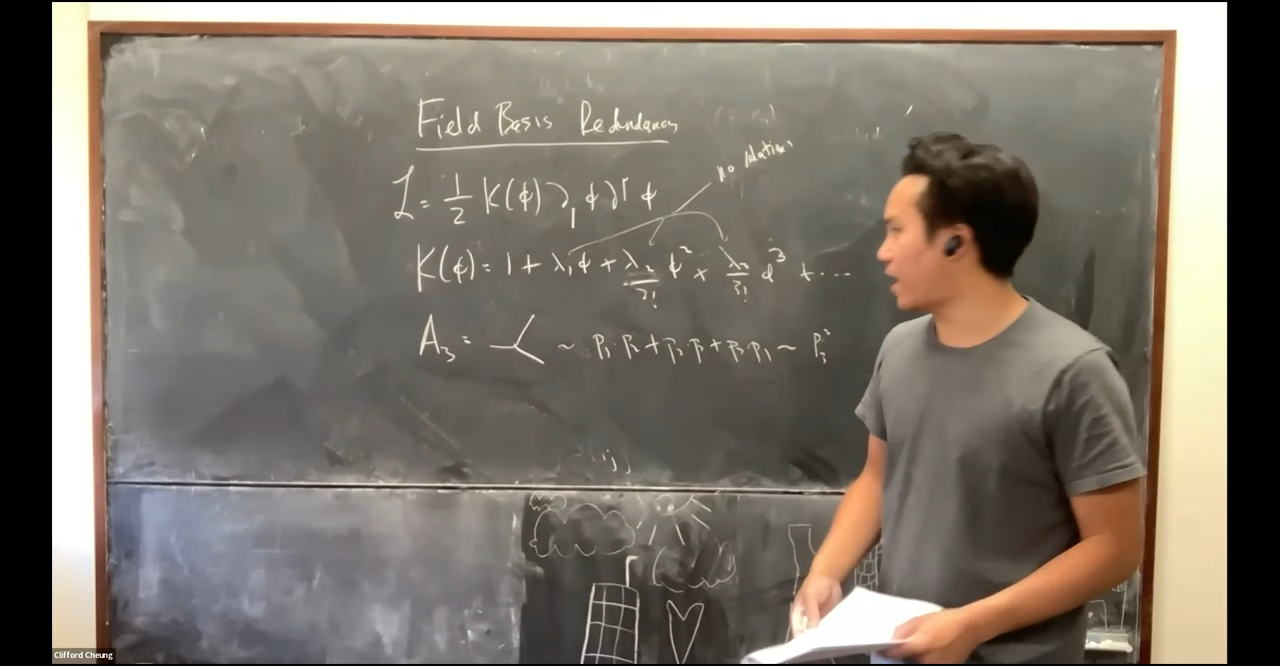 Field Basis Redundancy
no relations
L = 1/2 K(φ) ∂_μ φ ∂^μ φ
K(φ) = 1 + λ₁φ + λ₂/2! φ² + λ₃/3! φ³ + ...
A₃ = ~ p₁·p₂ + p₂·p₃ + p₃·p₁ ~ p₃²
Clifford Cheung